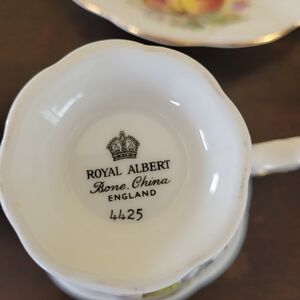 ROYAL ALBERT
Bone China
ENGLAND
4425